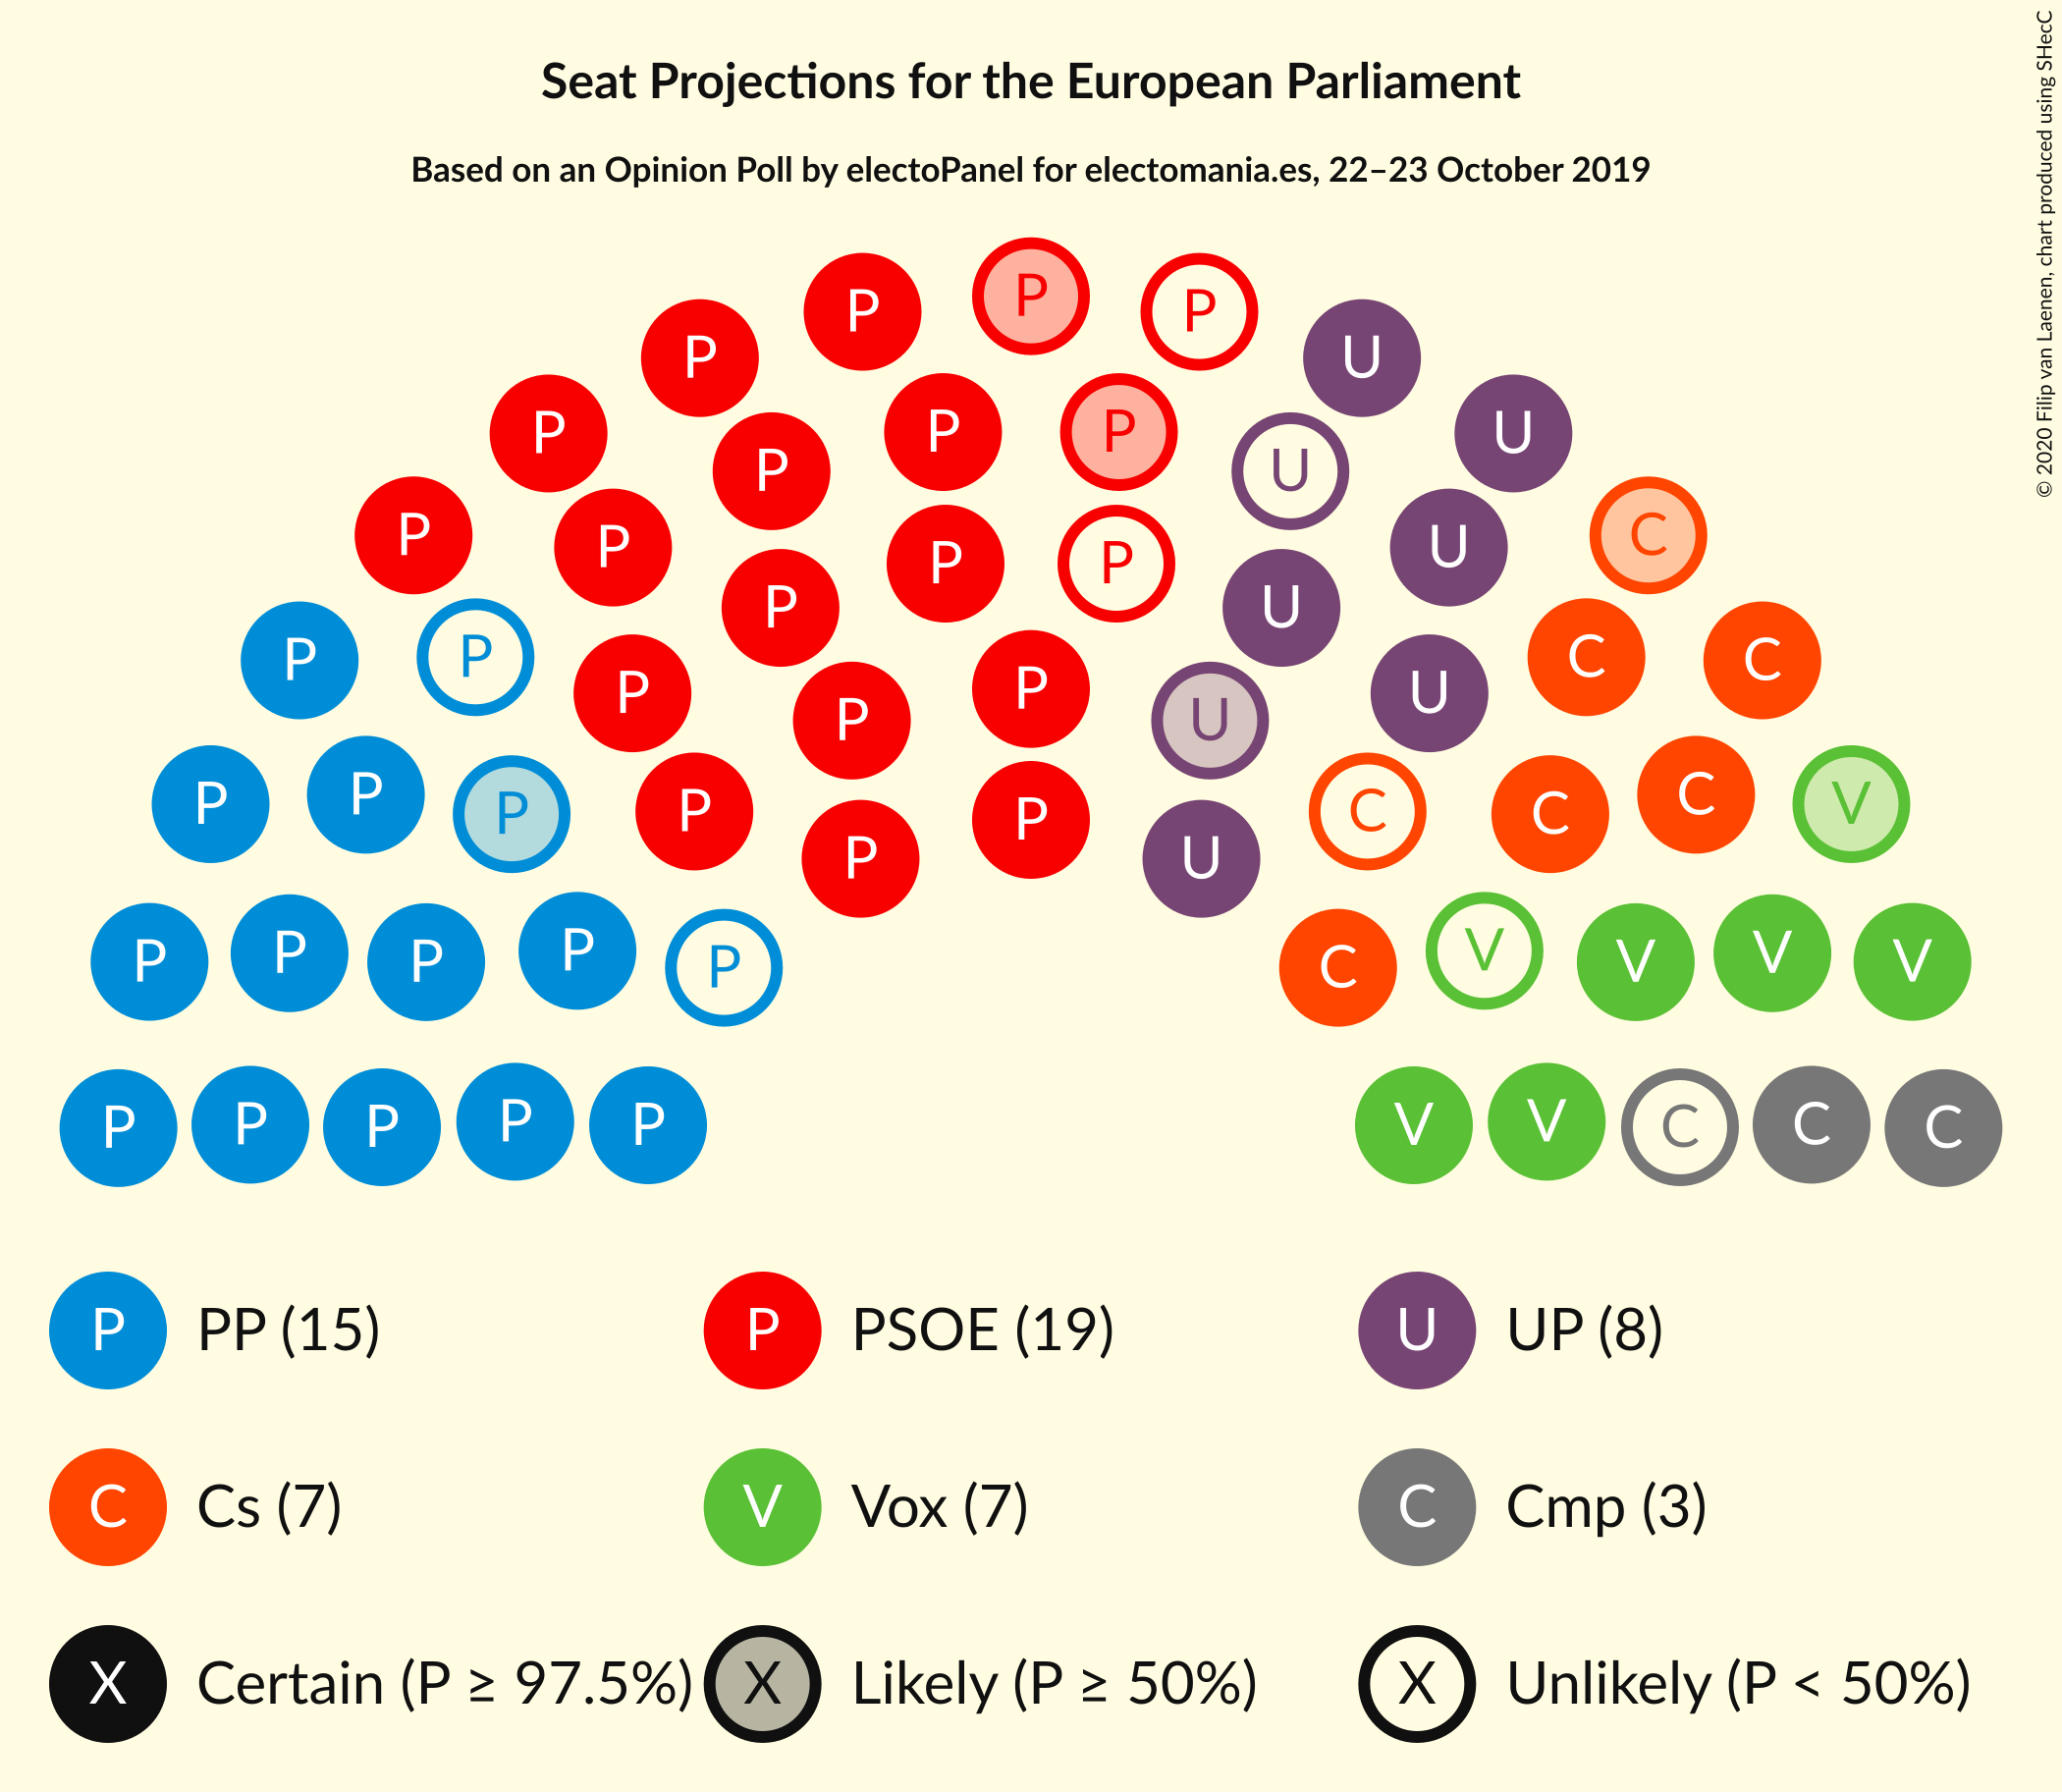 Seat Projections for the European Parliament
Based on an Opinion Poll by electoPanel for electomania.es, 22–23 October 2019
© 2020 Filip van Laenen, chart produced using SHecC
P P P
P P U
P P P U
P U
P P P U C
P P P U
P P P P U C C
P P U
P P P P C C C V
P P U
P P P P P C V V V V
P P P P P V V C C C
P PP (15) P PSOE (19) U UP (8)
C Cs (7) V Vox (7) C Cmp (3)
X Certain (P ≥ 97.5%) X Likely (P ≥ 50%) X Unlikely (P < 50%)